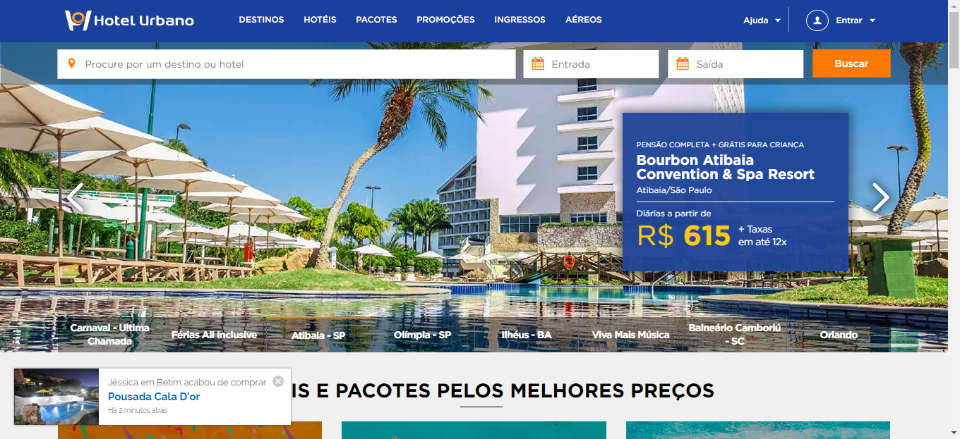 Hotel Urbano
DESTINOS HOTÉIS PACOTES PROMOÇÕES INGRESSOS AÉREOS
Ajuda Entrar
Procure por um destino ou hotel
Entrada
Saída
Buscar
PENSÃO COMPLETA + GRÁTIS PARA CRIANÇA
Bourbon Atibaia
Convention & Spa Resort
Atibaia/São Paulo
Diárias a partir de
R$ 615 + Taxas
em até 12x
Carnaval - Última
Chamada
Férias All Inclusive
Atibaia - SP
Olímpia - SP
Ilhéus - BA
Viva Mais Música
Balneário Camboriú
- SC
Orlando
IS E PACOTES PELOS MELHORES PREÇOS
Jéssica em Betim acabou de comprar
Pousada Cala D'or
Há 2 minutos atrás